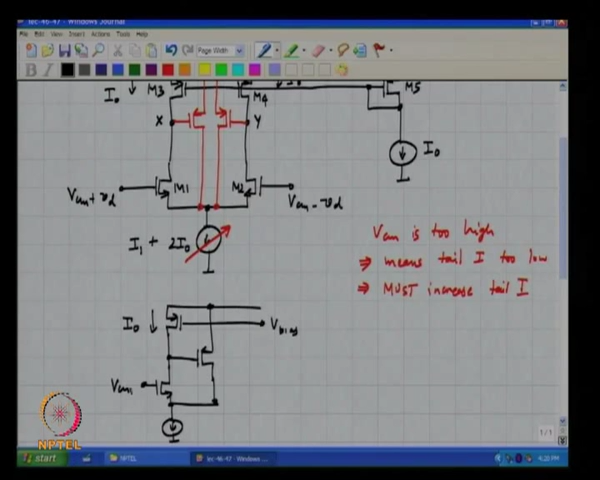 lec-46-47 - Windows Journal
File Edit View Insert Actions Tools Help
Page Width
B I
I₀ ↓ M3 M4 M5
X Y
I₀
M1 M2
Vcm + vd
Vcm - vd
I₁ + 2I₀
Vcm is too high
⇒ means tail I too low
⇒ MUST increase tail I
I₀ ↓
Vbias
Vcm
NPTEL
1/1
start NPTEL lec-46-47 - Windows ... 4:20 PM